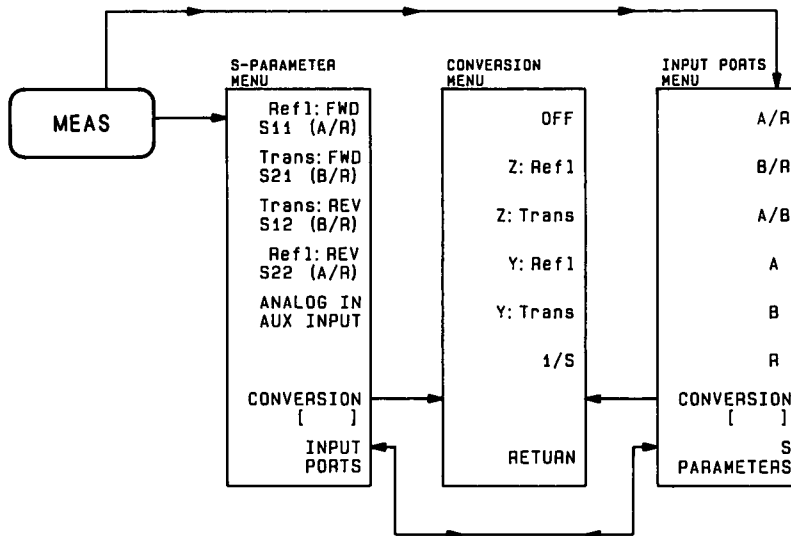 MEAS
S-PARAMETER
MENU
Refl: FWD
S11 (A/R)
Trans: FWD
S21 (B/R)
Trans: REV
S12 (B/R)
Refl: REV
S22 (A/R)
ANALOG IN
AUX INPUT
CONVERSION
[ ]
INPUT
PORTS
CONVERSION
MENU
OFF
Z: Refl
Z: Trans
Y: Refl
Y: Trans
1/S
RETURN
INPUT PORTS
MENU
A/R
B/R
A/B
A
B
R
CONVERSION
[ ]
S
PARAMETERS